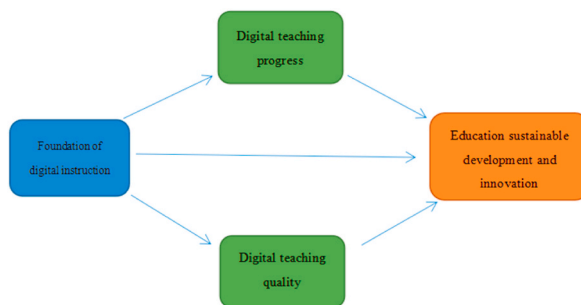 Digital teaching
progress
Foundation of
digital instruction
Education sustainable
development and
innovation
Digital teaching
quality